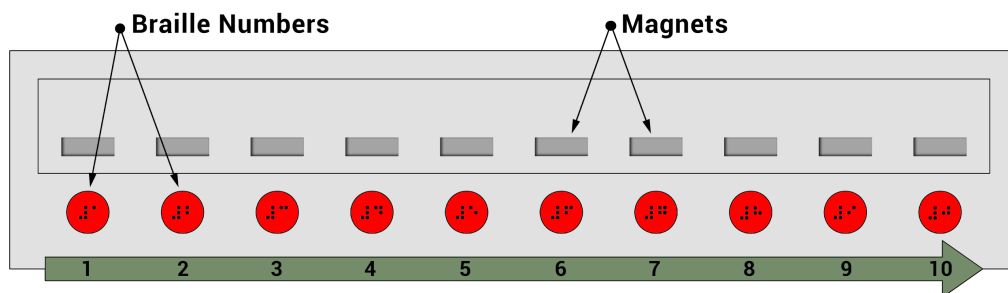 Braille Numbers
Magnets
⠼⠁ ⠼⠃ ⠼⠉ ⠼⠙ ⠼⠑ ⠼⠋ ⠼⠛ ⠼⠓ ⠼⠊ ⠼⠚
1 2 3 4 5 6 7 8 9 10